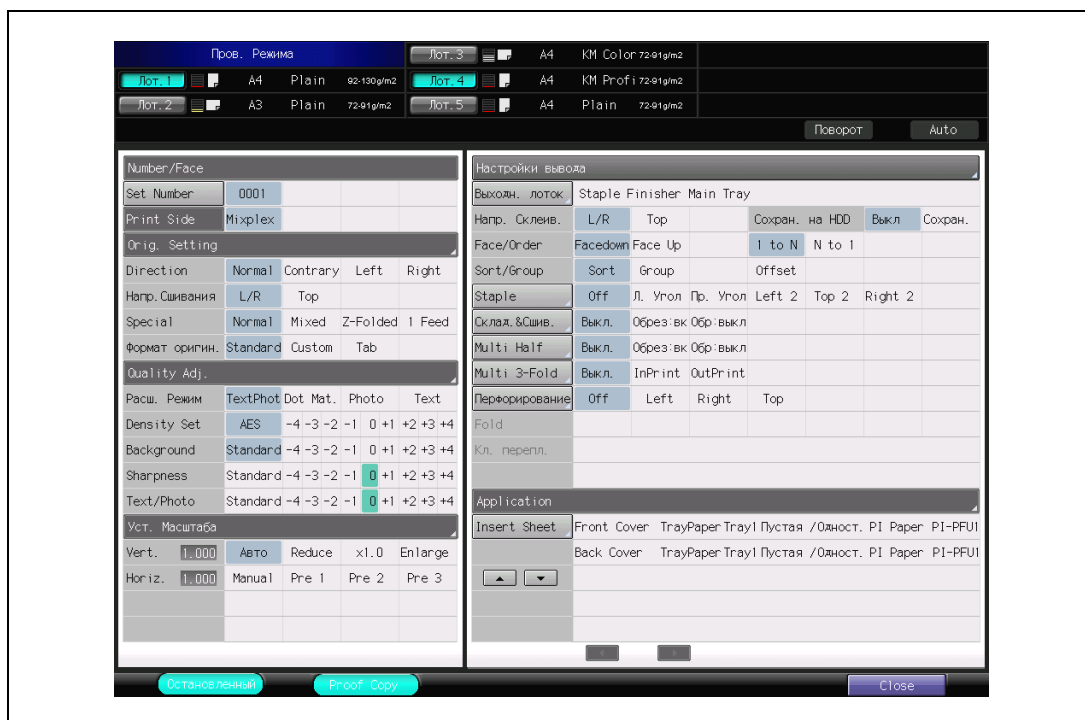 Пров. Режима
Лот.3 A4 KM Color 72-91g/m2
Лот.1 A4 Plain 92-130g/m2 Лот.4 A4 KM Profi 72-91g/m2
Лот.2 A3 Plain 72-91g/m2 Лот.5 A4 Plain 72-91g/m2
Поворот Auto
Number/Face
Set Number 0001
Print Side Mixplex
Orig. Setting
Direction Normal Contrary Left Right
Напр.Сшивания L/R Top
Special Normal Mixed Z-Folded 1 Feed
Формат оригин. Standard Custom Tab
Quality Adj.
Расш. Режим TextPhot Dot Mat. Photo Text
Density Set AES -4 -3 -2 -1 0 +1 +2 +3 +4
Background Standard -4 -3 -2 -1 0 +1 +2 +3 +4
Sharpness Standard -4 -3 -2 -1 0 +1 +2 +3 +4
Text/Photo Standard -4 -3 -2 -1 0 +1 +2 +3 +4
Уст. Масштаба
Vert. 1.000 Авто Reduce x1.0 Enlarge
Horiz. 1.000 Manual Pre 1 Pre 2 Pre 3
Настройки вывода
Выходн. лоток Staple Finisher Main Tray
Напр. Склеив. L/R Top Сохран. на HDD Выкл Сохран.
Face/Order Facedown Face Up 1 to N N to 1
Sort/Group Sort Group Offset
Staple Off Л. Угол Пр. Угол Left 2 Top 2 Right 2
Склад.&Сшив. Выкл. Обрез:вк Обр:выкл
Multi Half Выкл. Обрез:вк Обр:выкл
Multi 3-Fold Выкл. InPrint OutPrint
Перфорирование Off Left Right Top
Fold
Кл. перепл.
Application
Insert Sheet Front Cover TrayPaper Tray1 Пустая /Одност. PI Paper PI-PFU1
Back Cover TrayPaper Tray1 Пустая /Одност. PI Paper PI-PFU1
Остановленный Proof Copy Close